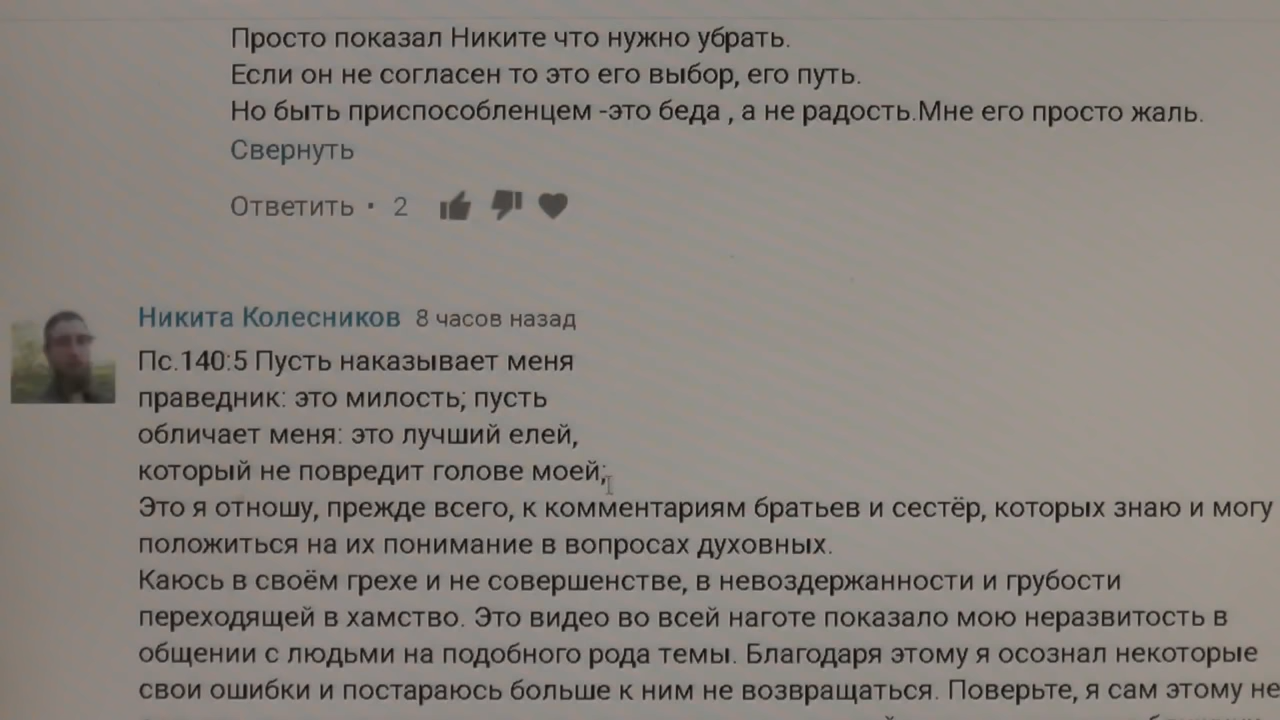 Просто показал Никите что нужно убрать.
Если он не согласен то это его выбор, его путь.
Но быть приспособленцем -это беда , а не радость.Мне его просто жаль.
Свернуть
Ответить • 2
Никита Колесников 8 часов назад
Пс.140:5 Пусть наказывает меня
праведник: это милость; пусть
обличает меня: это лучший елей,
который не повредит голове моей;
Это я отношу, прежде всего, к комментариям братьев и сестёр, которых знаю и могу
положиться на их понимание в вопросах духовных.
Каюсь в своём грехе и не совершенстве, в невоздержанности и грубости
переходящей в хамство. Это видео во всей наготе показало мою неразвитость в
общении с людьми на подобного рода темы. Благодаря этому я осознал некоторые
свои ошибки и постараюсь больше к ним не возвращаться. Поверьте, я сам этому не